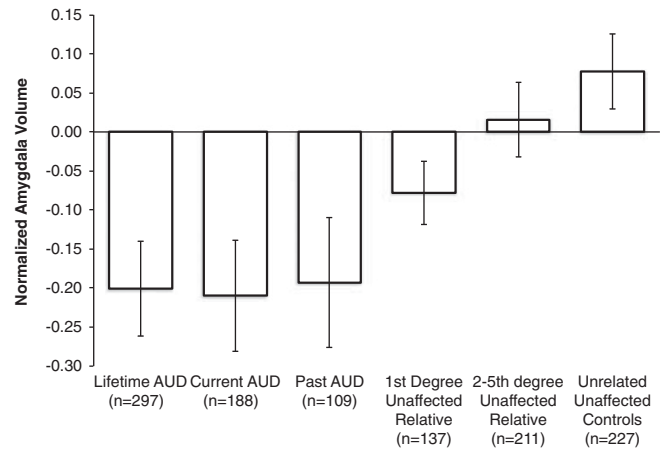 0.15
0.10
0.05
0.00
-0.05
-0.10
-0.15
-0.20
-0.25
-0.30
Normalized Amygdala Volume
Lifetime AUD
(n=297)
Current AUD
(n=188)
Past AUD
(n=109)
1st Degree
Unaffected
Relative
(n=137)
2-5th degree
Unaffected
Relative
(n=211)
Unrelated
Unaffected
Controls
(n=227)